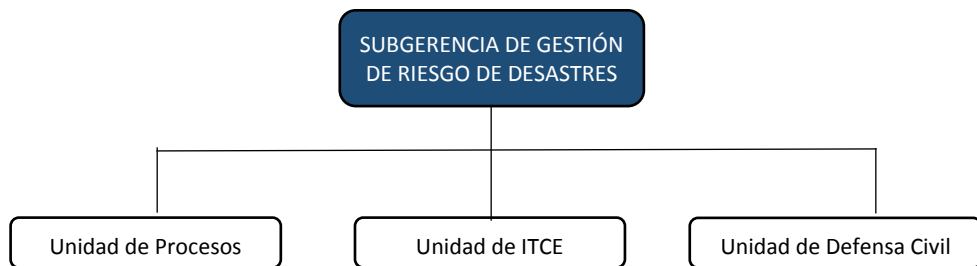 SUBGERENCIA DE GESTIÓN
DE RIESGO DE DESASTRES
Unidad de Procesos
Unidad de ITCE
Unidad de Defensa Civil